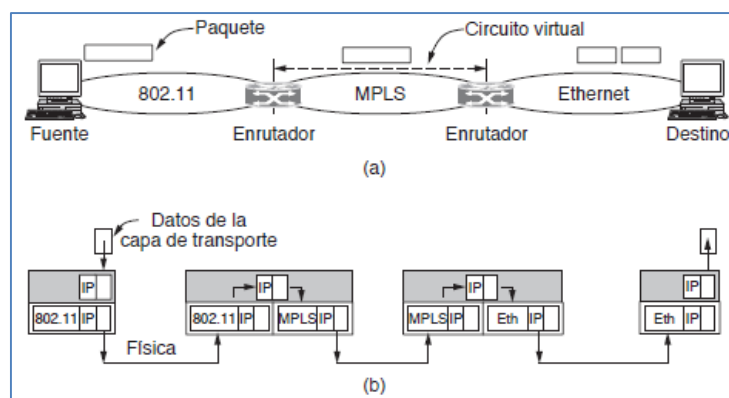 Paquete
Circuito virtual
802.11
MPLS
Ethernet
Fuente
Enrutador
Enrutador
Destino
(a)
Datos de la
capa de transporte
IP
IP
IP
IP
802.11 IP
802.11 IP
MPLS IP
MPLS IP
Eth IP
Eth IP
Física
(b)